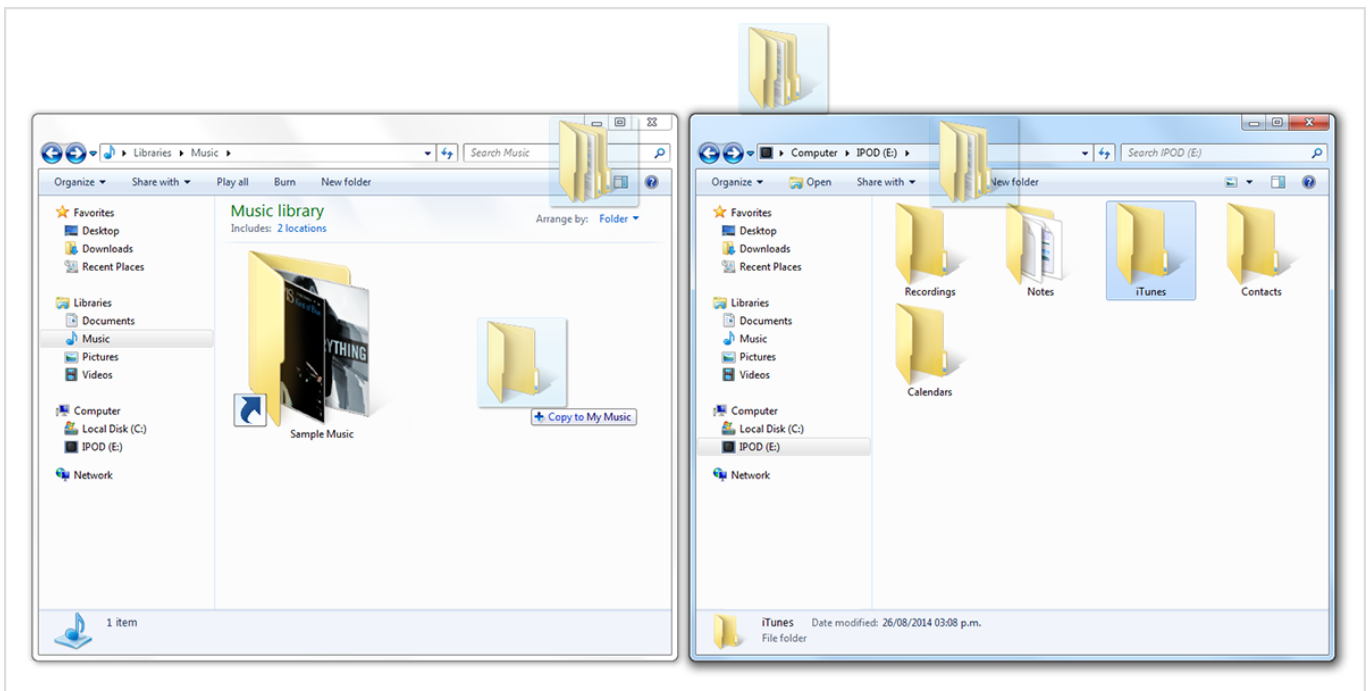 Libraries Music
Search Music
Organize Share with Play all Burn New folder
Favorites
Desktop
Downloads
Recent Places
Libraries
Documents
Music
Pictures
Videos
Computer
Local Disk (C:)
IPOD (E:)
Network
Music library
Includes: 2 locations
Arrange by: Folder
YTHING
Sample Music
Copy to My Music
1 item
Computer IPOD (E:)
Search IPOD (E:)
Organize Open Share with New folder
Favorites
Desktop
Downloads
Recent Places
Libraries
Documents
Music
Pictures
Videos
Computer
Local Disk (C:)
IPOD (E:)
Network
Recordings Notes iTunes Contacts
Calendars
iTunes Date modified: 26/08/2014 03:08 p.m.
File folder